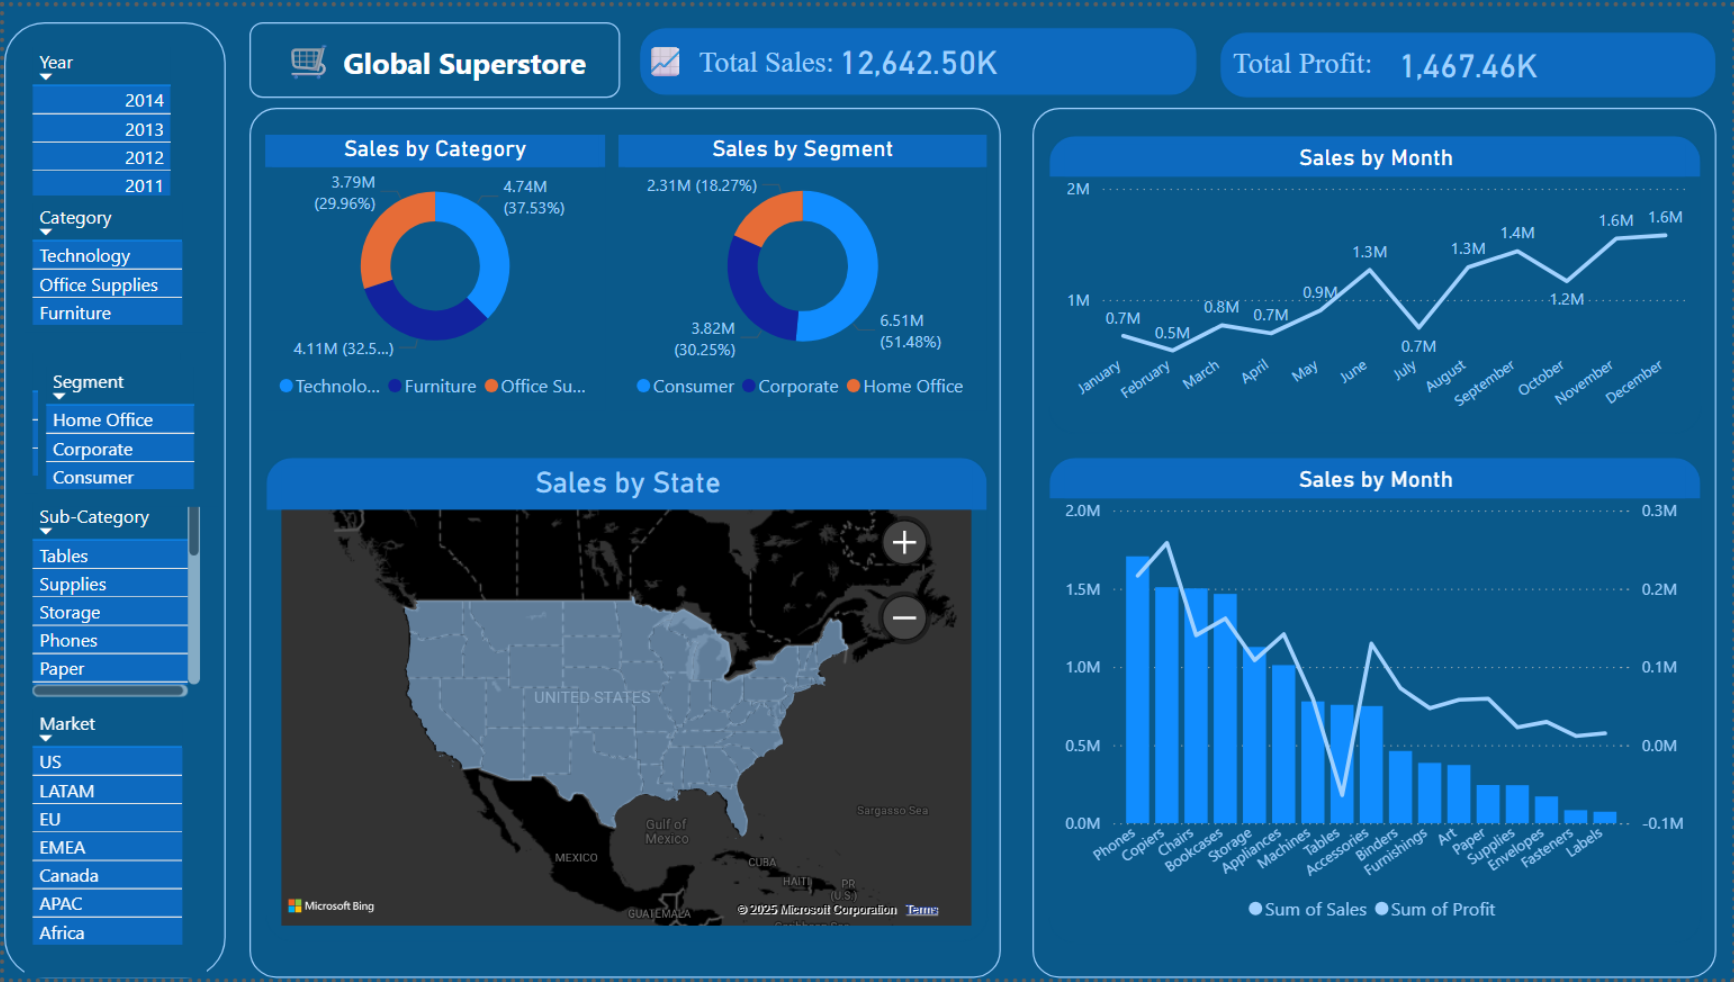 Year
2014
2013
2012
2011
Category
Technology
Office Supplies
Furniture
Segment
Home Office
Corporate
Consumer
Sub-Category
Tables
Supplies
Storage
Phones
Paper
Market
US
LATAM
EU
EMEA
Canada
APAC
Africa
Global Superstore
Total Sales: 12,642.50K
Total Profit: 1,467.46K
Sales by Category
3.79M
(29.96%)
4.74M
(37.53%)
4.11M (32.5...)
Technolo... Furniture Office Su...
Sales by Segment
2.31M (18.27%)
3.82M
(30.25%)
6.51M
(51.48%)
Consumer Corporate Home Office
Sales by State
UNITED STATES
Gulf of
Mexico
MEXICO
Sargasso Sea
CUBA
HAITI
PR
(U.S.)
GUATEMALA
Caribbean Sea
Microsoft Bing
© 2025 Microsoft Corporation Terms
Sales by Month
2M
1M
0.7M
0.5M
0.8M
0.7M
0.9M
1.3M
0.7M
1.3M
1.4M
1.2M
1.6M
1.6M
January
February
March
April
May
June
July
August
September
October
November
December
Sales by Month
2.0M
1.5M
1.0M
0.5M
0.0M
0.3M
0.2M
0.1M
0.0M
-0.1M
Phones
Copiers
Chairs
Bookcases
Storage
Appliances
Machines
Tables
Accessories
Binders
Furnishings
Art
Paper
Supplies
Envelopes
Fasteners
Labels
Sum of Sales Sum of Profit